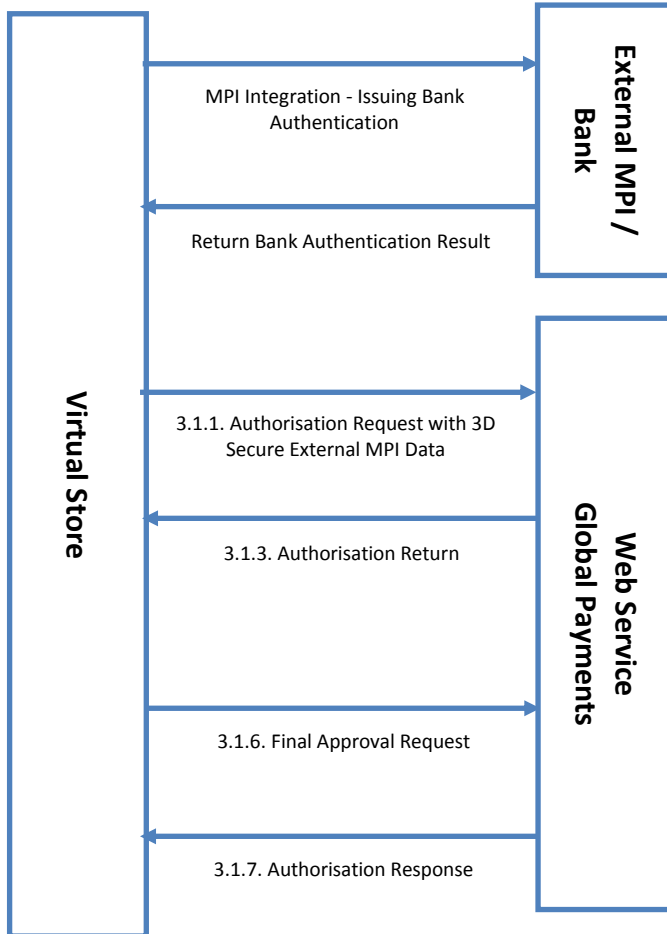 MPI Integration - Issuing Bank
Authentication
Return Bank Authentication Result
External MPI /
Bank
Virtual Store
3.1.1. Authorisation Request with 3D
Secure External MPI Data
3.1.3. Authorisation Return
3.1.6. Final Approval Request
3.1.7. Authorisation Response
Web Service
Global Payments